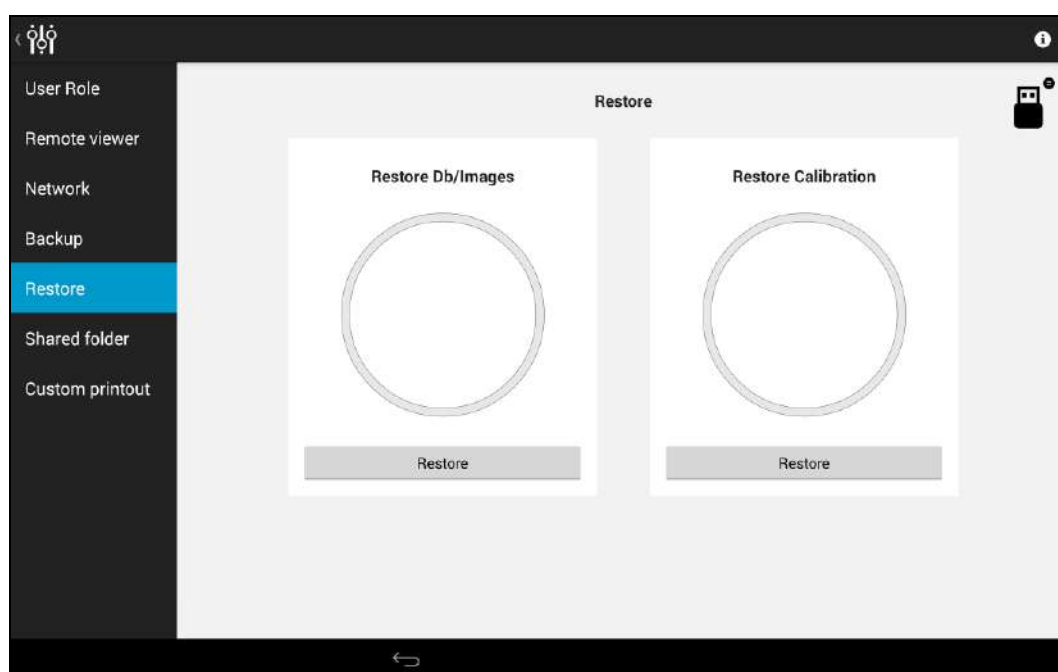 User Role
Remote viewer
Network
Backup
Restore
Shared folder
Custom printout
Restore
Restore Db/Images
Restore
Restore Calibration
Restore